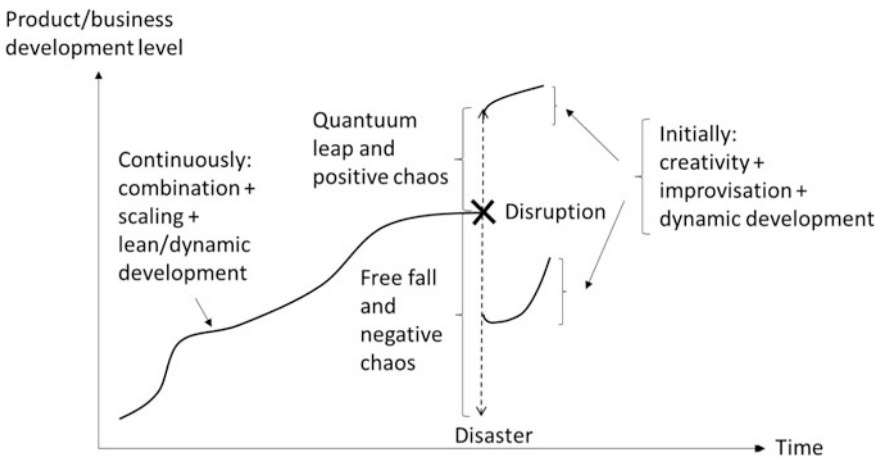 Product/business
development level
Continuously:
combination +
scaling +
lean/dynamic
development
Quantuum
leap and
positive chaos
Disruption
Free fall
and
negative
chaos
Disaster
Initially:
creativity +
improvisation +
dynamic development
Time